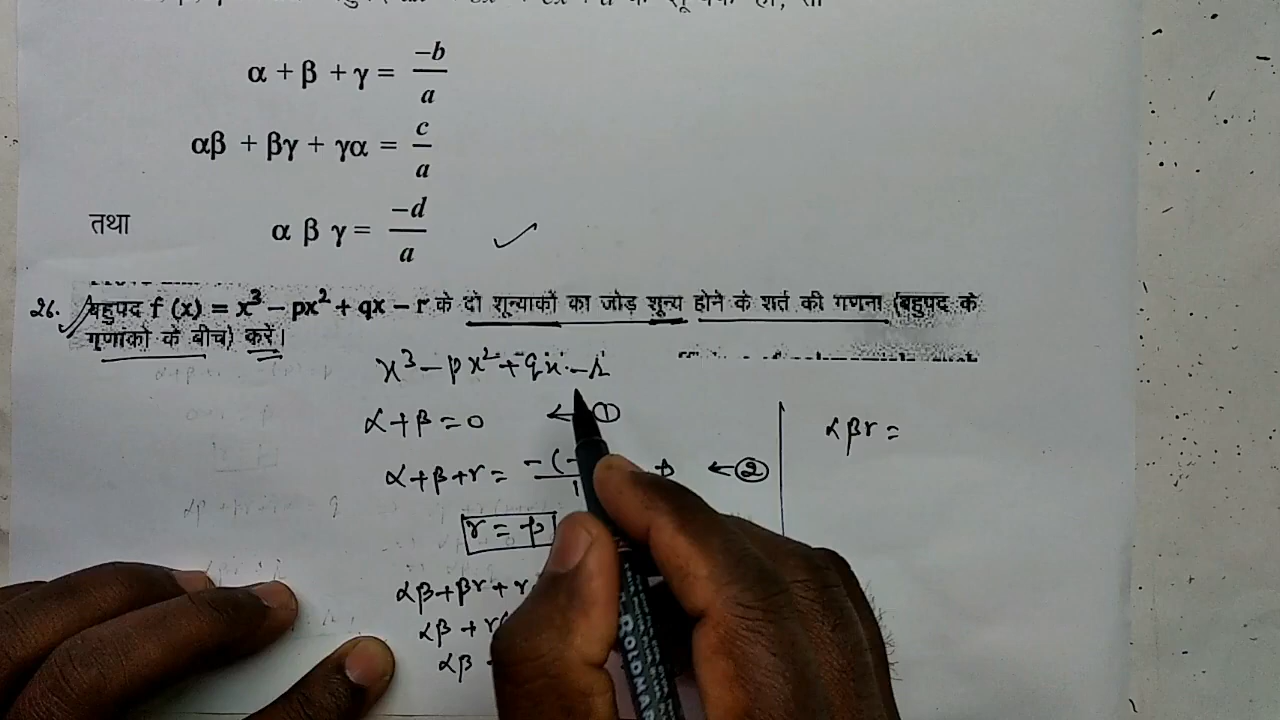 α + β + γ = -b/a
αβ + βγ + γα = c/a
तथा α β γ = -d/a ✓
26. बहुपद f (x) = x³ - px² + qx - r के दो शून्याकों का जोड़ शून्य होने के शर्त की गणना (बहुपद के
गुणाकों के बीच) करें।
x³ - px² + qx - r
α + β = 0 ← ①
α + β + r = -(- p ← ②
r = p
αβ + βr + r
αβ + r(
αβ
αβr =
ROLOMAX